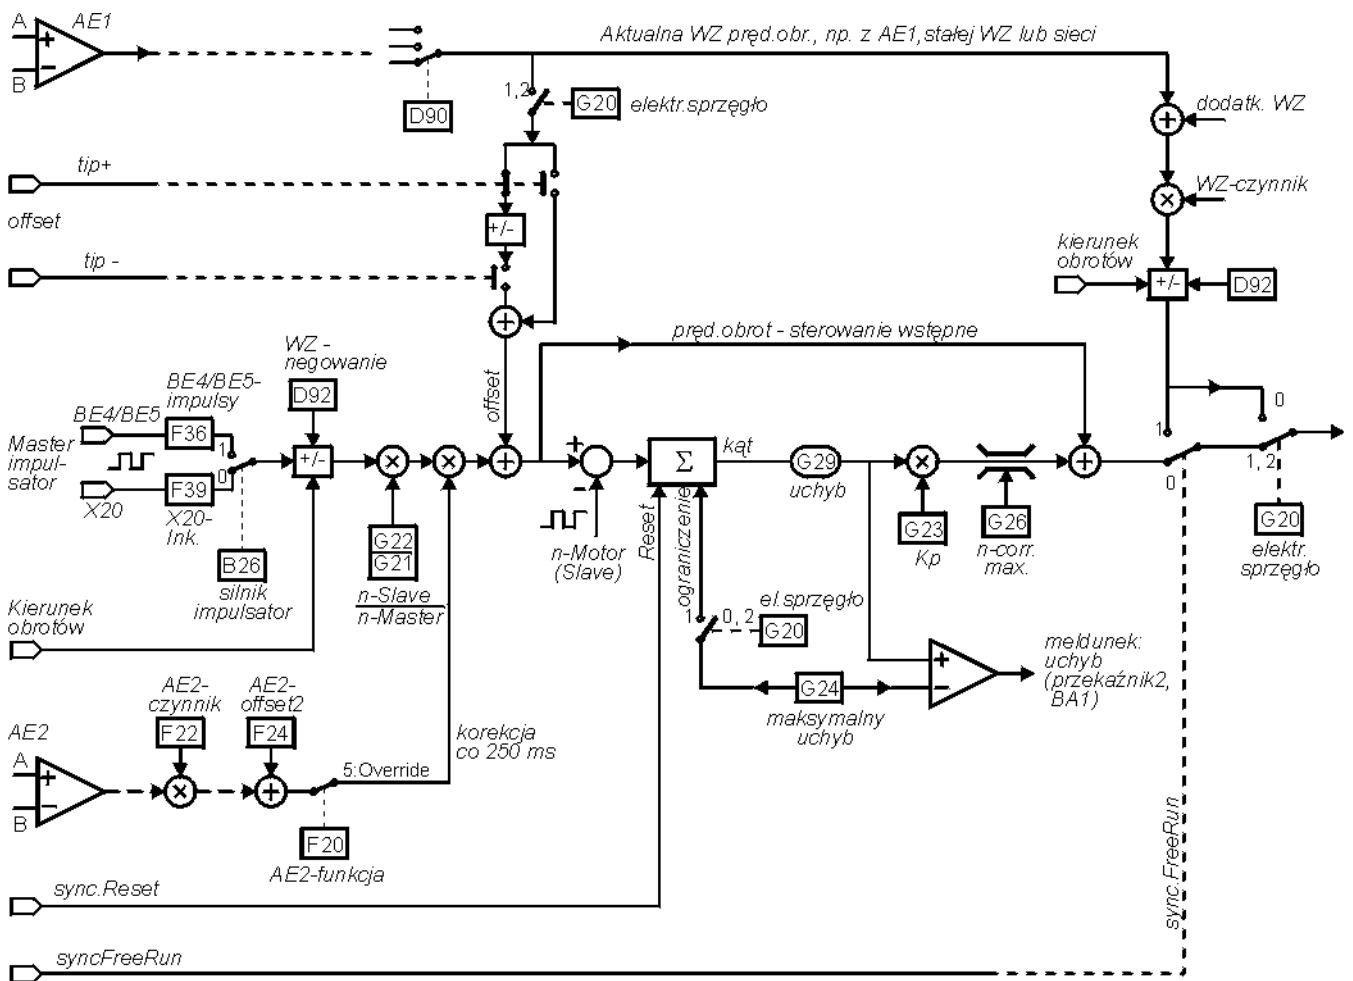 A
AE1
+
−
B
Aktualna WZ pręd.obr., np. z AE1,stałej WZ lub sieci
D90
1,2
G20
elektr.sprzęgło
dodatk. WZ
+
WZ-czynnik
×
tip+
offset
+/-
tip -
+
kierunek
obrotów
+/-
D92
pręd.obrot - sterowanie wstępne
WZ -
negowanie
D92
offset
BE4/BE5-
impulsy
BE4/BE5
F36
Master
impul-
sator
1
0
F39
X20
X20-
Ink.
+/-
×
×
+
+
-
Σ
kąt
G29
uchyb
×
+
1
0
0
1, 2
B26
silnik
impulsator
G22
G21
n-Slave
n-Master
n-Motor
(Slave)
Reset
ograniczenie
G23
Kp
G26
n-corr.
max.
G20
elektr.
sprzęgło
Kierunek
obrotów
1
0, 2
el.sprzęgło
G20
G24
maksymalny
uchyb
+
−
meldunek:
uchyb
(przekaźnik2,
BA1)
AE2-
czynnik
AE2-
offset2
F22
F24
AE2
A
+
−
B
×
+
5:Override
korekcja
co 250 ms
F20
AE2-funkcja
sync.Reset
sync.FreeRun
syncFreeRun